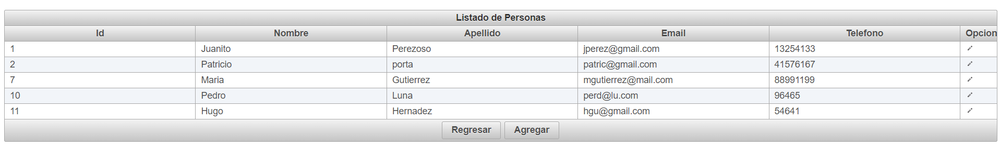 Listado de Personas
Id Nombre Apellido Email Telefono Opcion
1 Juanito Perezoso jperez@gmail.com 13254133
2 Patricio porta patric@gmail.com 41576167
7 Maria Gutierrez mgutierrez@mail.com 88991199
10 Pedro Luna perd@lu.com 96465
11 Hugo Hernadez hgu@gmail.com 54641
Regresar Agregar